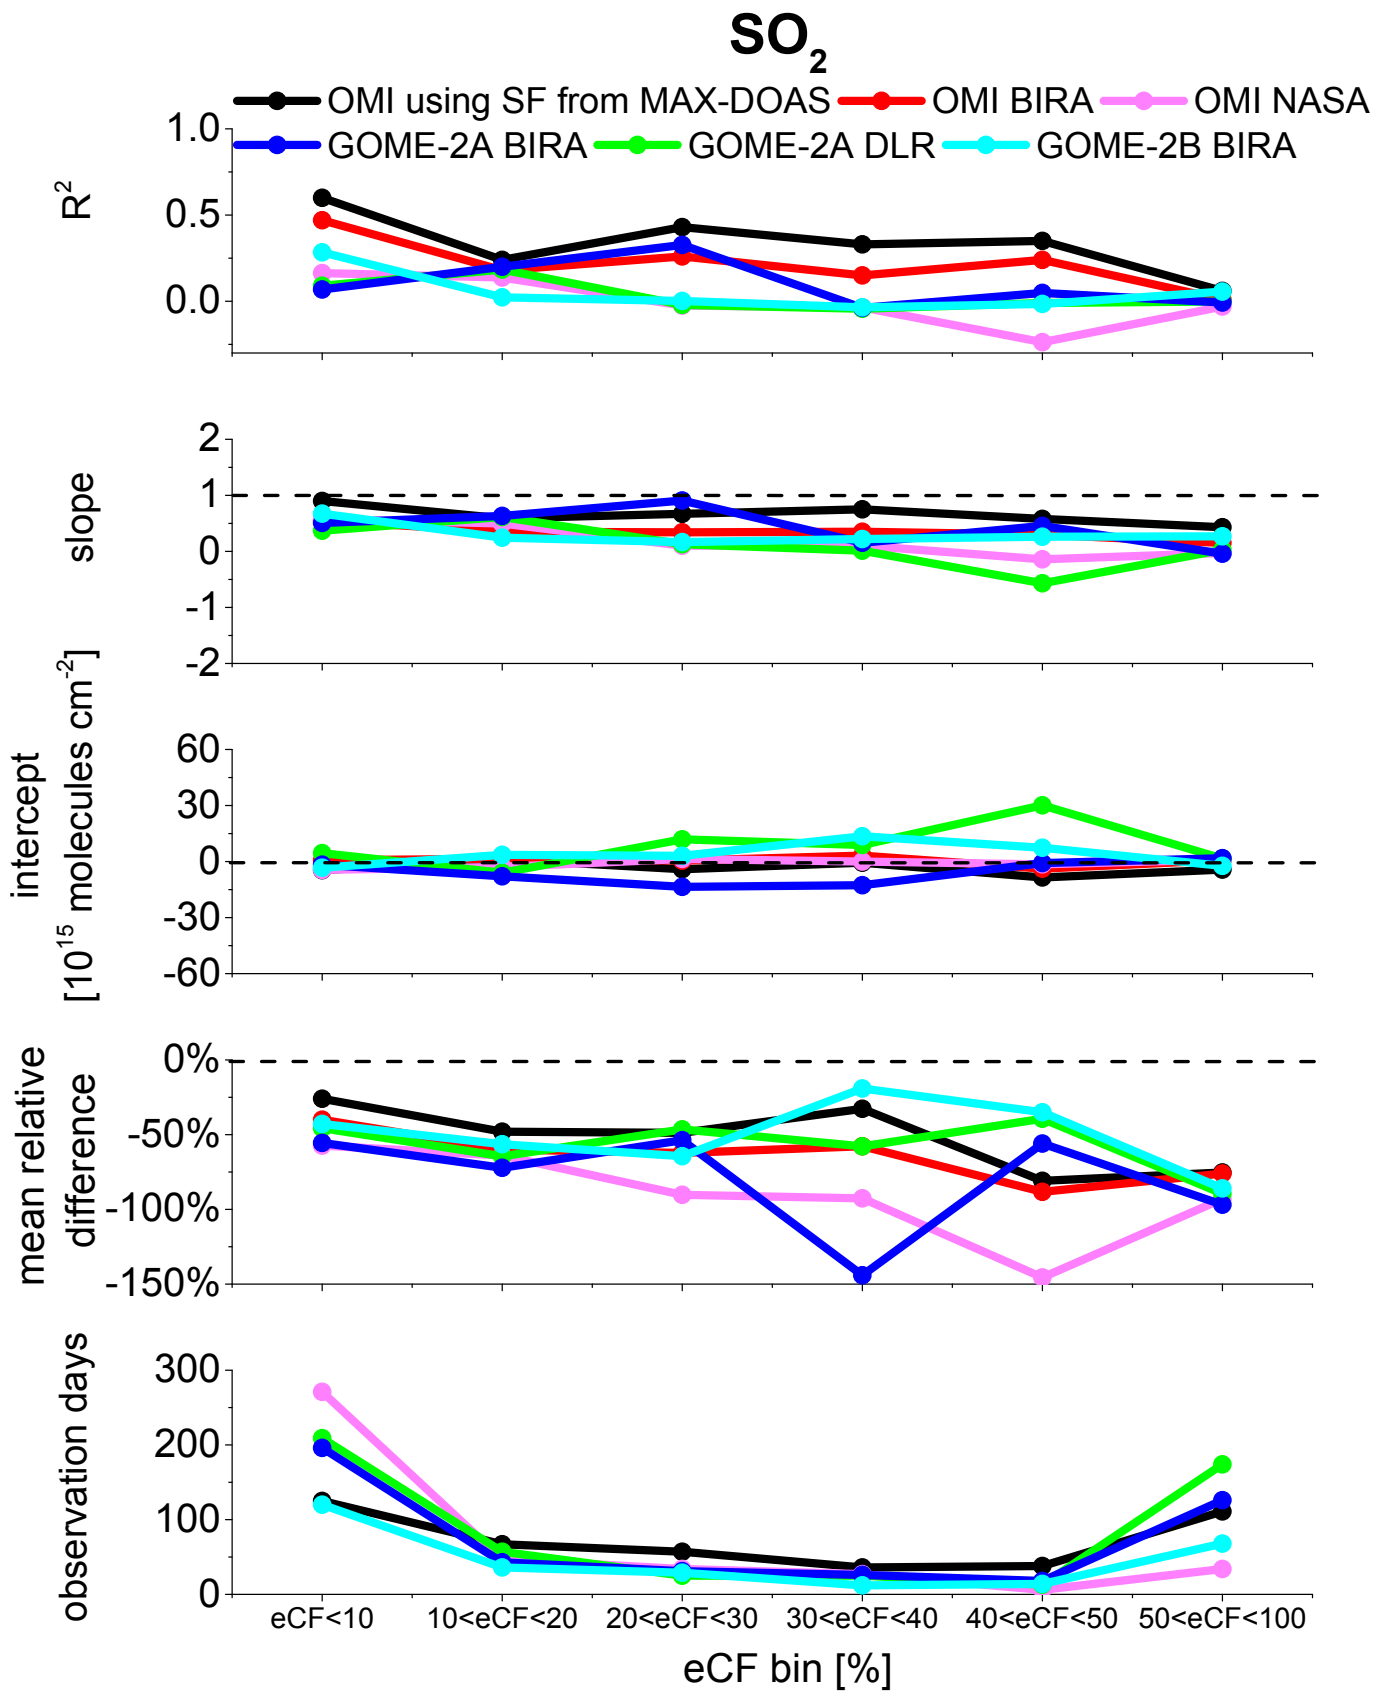 SO₂
OMI using SF from MAX-DOAS OMI BIRA OMI NASA
GOME-2A BIRA GOME-2A DLR GOME-2B BIRA
R²
1.0
0.5
0.0
slope
2
1
0
-1
-2
intercept
[10¹⁵ molecules cm⁻²]
60
30
0
-30
-60
mean relative
difference
0%
-50%
-100%
-150%
observation days
300
200
100
0
eCF<10 10<eCF<20 20<eCF<30 30<eCF<40 40<eCF<50 50<eCF<100
eCF bin [%]